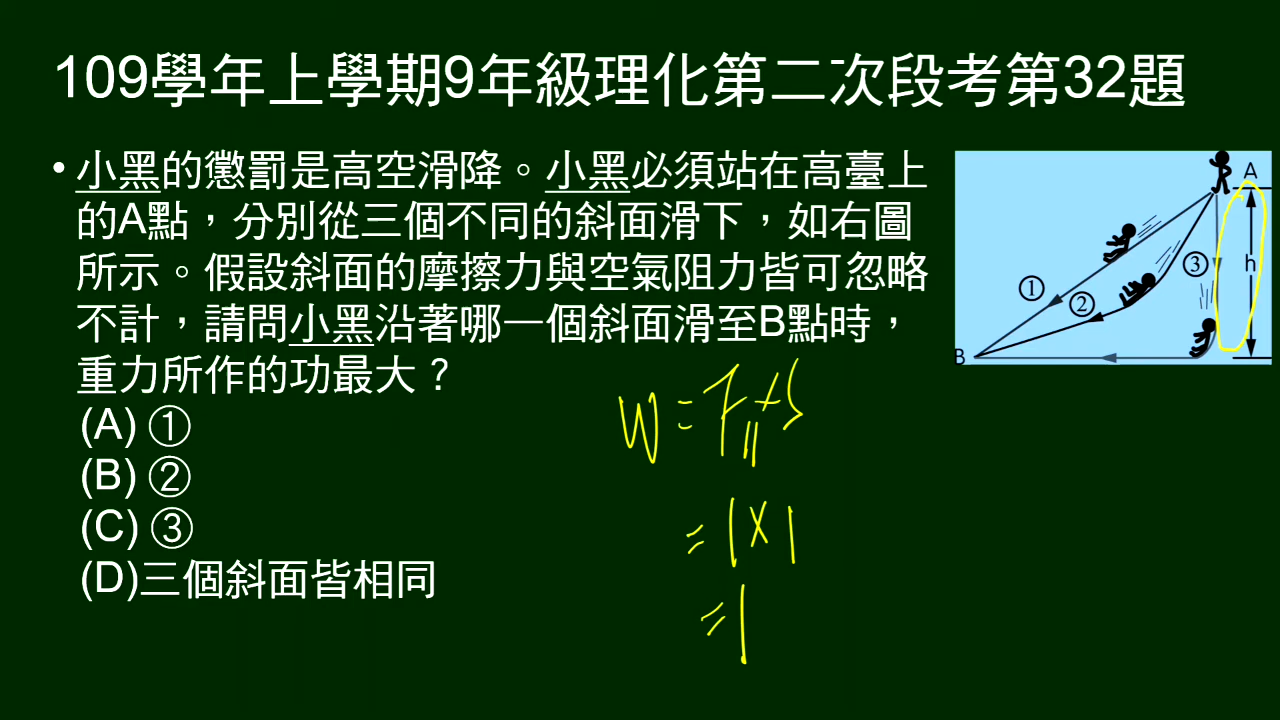 109學年上學期9年級理化第二次段考第32題
• 小黑的懲罰是高空滑降。小黑必須站在高臺上
的A點，分別從三個不同的斜面滑下，如右圖
所示。假設斜面的摩擦力與空氣阻力皆可忽略
不計，請問小黑沿著哪一個斜面滑至B點時，
重力所作的功最大？
(A) ①
(B) ②
(C) ③
(D)三個斜面皆相同
A
h
①
②
③
B
W = F// × S
= 1 × 1
= 1